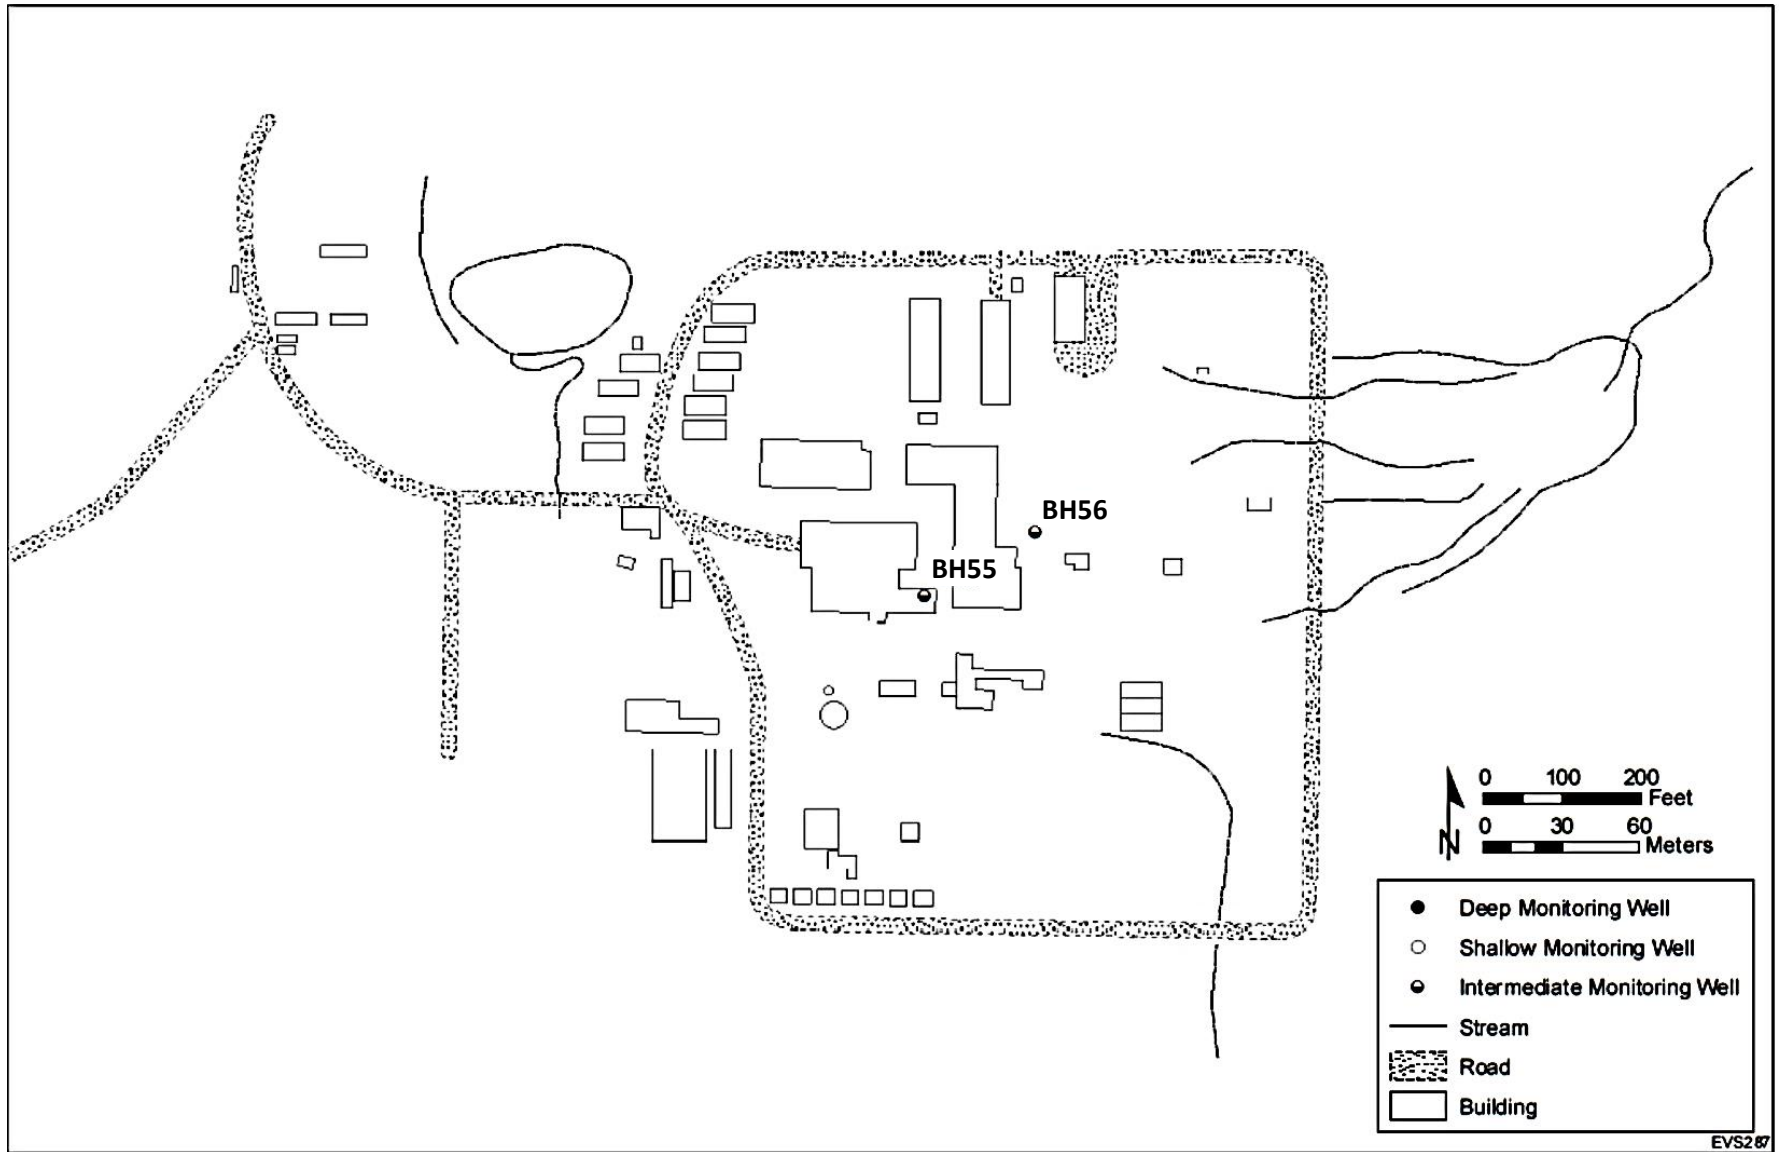 BH56
BH55
0 100 200
Feet
0 30 60
Meters
N
Deep Monitoring Well
Shallow Monitoring Well
Intermediate Monitoring Well
Stream
Road
Building
EVS287